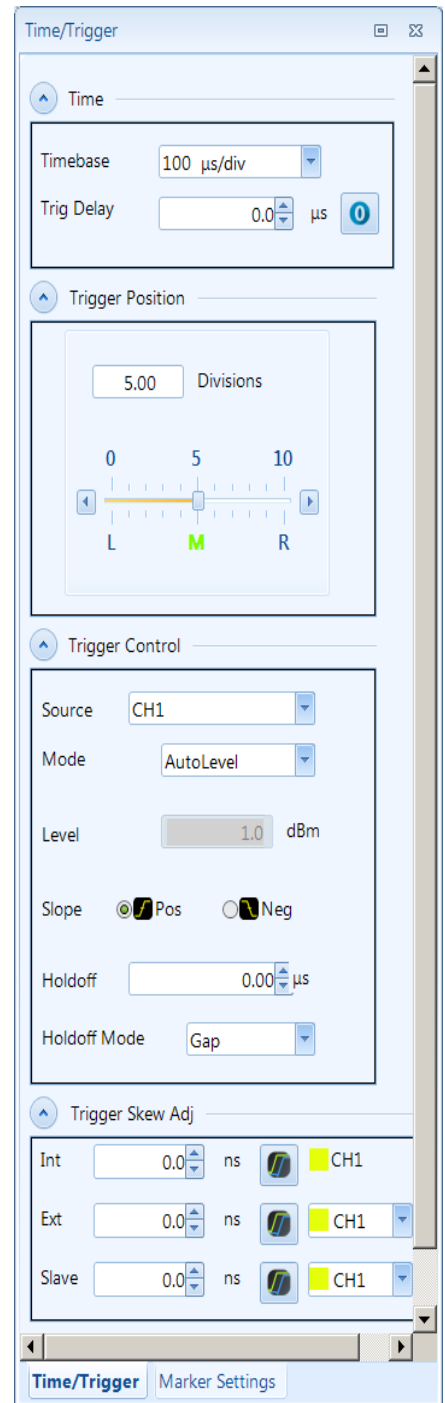 Time/Trigger
Time
Timebase 100 µs/div
Trig Delay 0.0 µs 0
Trigger Position
5.00 Divisions
0 5 10
L M R
Trigger Control
Source CH1
Mode AutoLevel
Level 1.0 dBm
Slope Pos Neg
Holdoff 0.00 µs
Holdoff Mode Gap
Trigger Skew Adj
Int 0.0 ns CH1
Ext 0.0 ns CH1
Slave 0.0 ns CH1
Time/Trigger Marker Settings